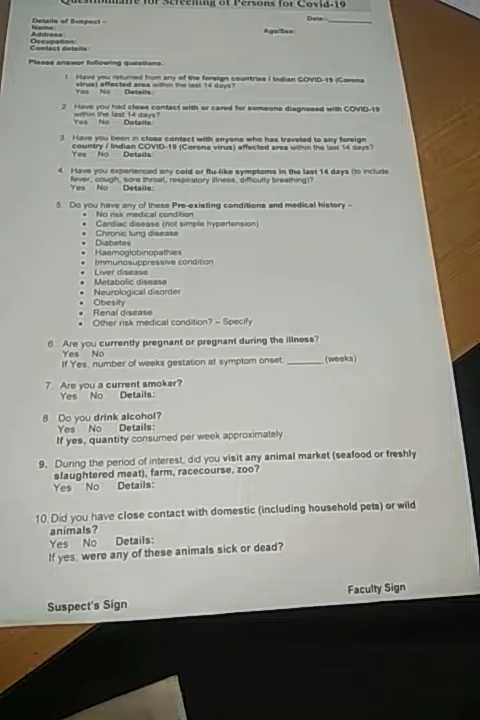 Questionnaire for Screening of Persons for Covid-19
Details of Suspect –
Date:-
Name:
Age/Sex:
Address:
Occupation:
Contact details:
Please answer following questions.
1 Have you returned from any of the foreign countries / Indian COVID-19 (Corona
virus) affected area within the last 14 days?
Yes No Details:
2. Have you had close contact with or cared for someone diagnosed with COVID-19
within the last 14 days?
Yes No Details:
3. Have you been in close contact with anyone who has traveled to any foreign
country / Indian COVID-19 (Corona virus) affected area within the last 14 days?
Yes No Details:
4. Have you experienced any cold or flu-like symptoms in the last 14 days (to include
fever, cough, sore throat, respiratory illness, difficulty breathing)?
Yes No Details:
5. Do you have any of these Pre-existing conditions and medical history –
• No risk medical condition
• Cardiac disease (not simple hypertension)
• Chronic lung disease
• Diabetes
• Haemoglobinopathies
• Immunosuppressive condition
• Liver disease
• Metabolic disease
• Neurological disorder
• Obesity
• Renal disease
• Other risk medical condition? – Specify
6. Are you currently pregnant or pregnant during the illness?
Yes No
If Yes, number of weeks gestation at symptom onset: ______ (weeks)
7. Are you a current smoker?
Yes No Details:
8. Do you drink alcohol?
Yes No Details:
If yes, quantity consumed per week approximately.
9. During the period of interest, did you visit any animal market (seafood or freshly
slaughtered meat), farm, racecourse, zoo?
Yes No Details:
10. Did you have close contact with domestic (including household pets) or wild
animals?
Yes No Details:
If yes, were any of these animals sick or dead?
Faculty Sign
Suspect's Sign